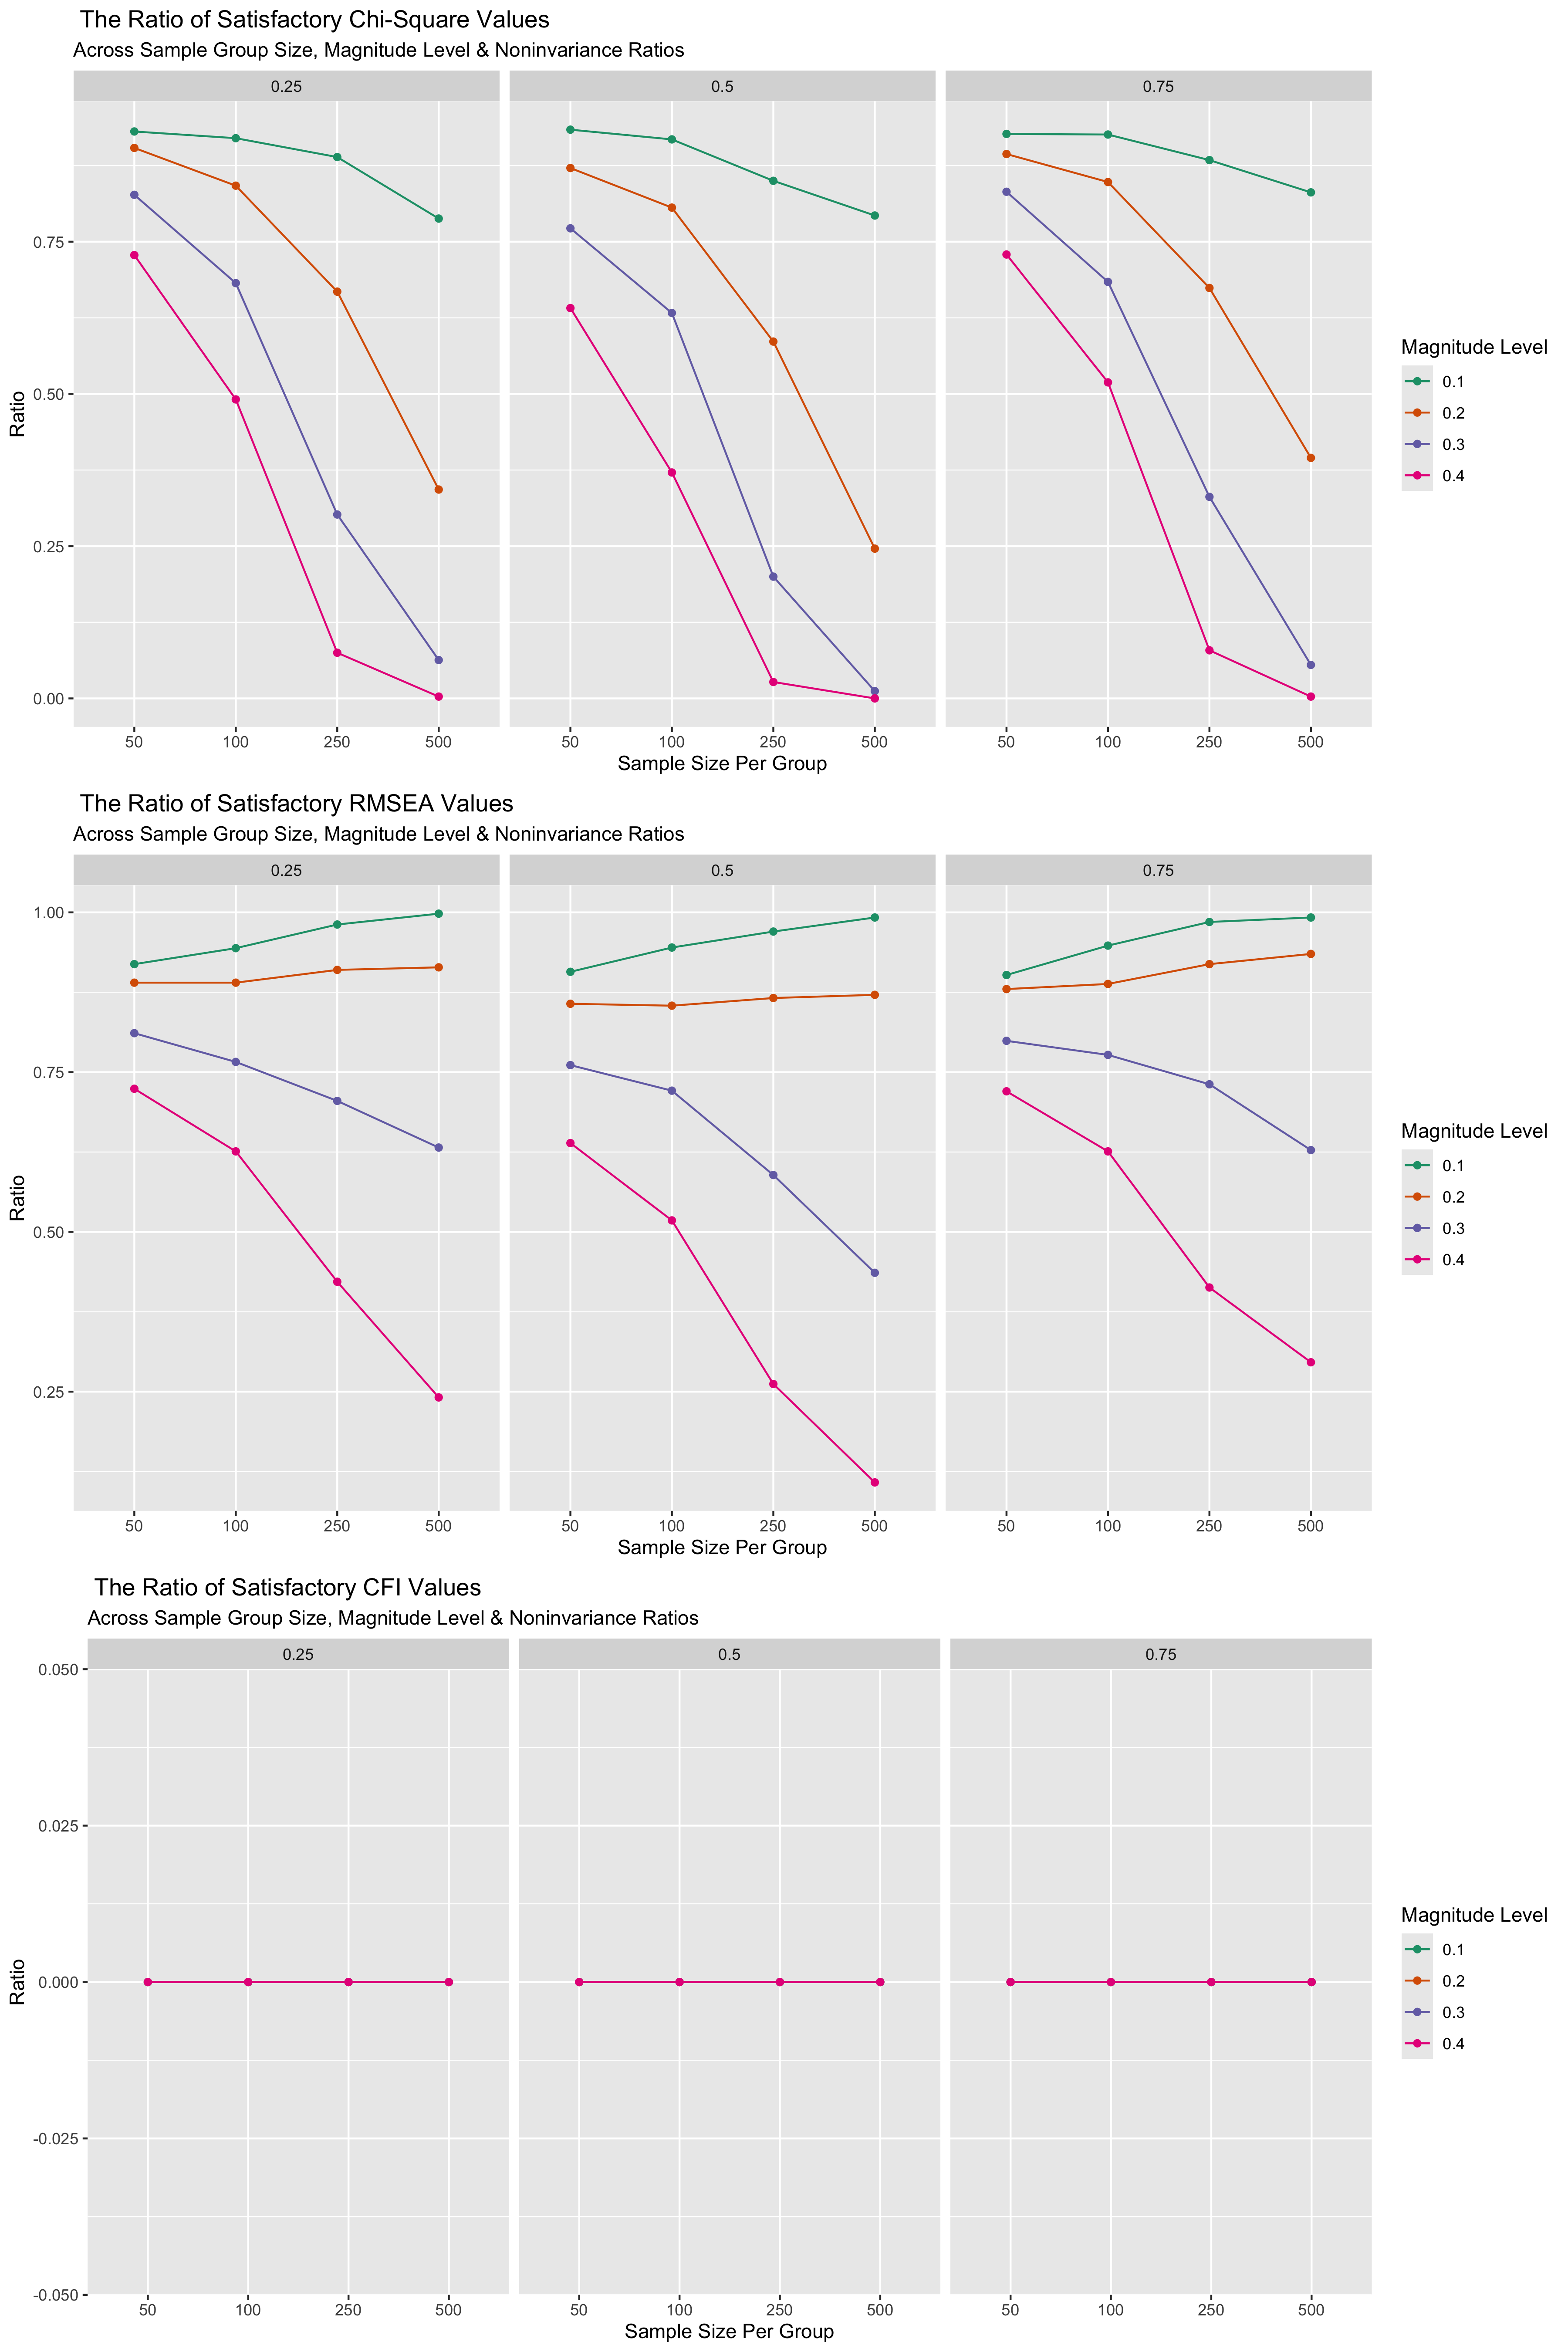 The Ratio of Satisfactory Chi-Square Values
Across Sample Group Size, Magnitude Level & Noninvariance Ratios
0.25 0.5 0.75
0.75
0.50
0.25
0.00
Ratio
50 100 250 500 50 100 250 500 50 100 250 500
Sample Size Per Group
Magnitude Level
0.1
0.2
0.3
0.4
The Ratio of Satisfactory RMSEA Values
Across Sample Group Size, Magnitude Level & Noninvariance Ratios
0.25 0.5 0.75
1.00
0.75
0.50
0.25
Ratio
50 100 250 500 50 100 250 500 50 100 250 500
Sample Size Per Group
Magnitude Level
0.1
0.2
0.3
0.4
The Ratio of Satisfactory CFI Values
Across Sample Group Size, Magnitude Level & Noninvariance Ratios
0.25 0.5 0.75
0.050
0.025
0.000
-0.025
-0.050
Ratio
50 100 250 500 50 100 250 500 50 100 250 500
Sample Size Per Group
Magnitude Level
0.1
0.2
0.3
0.4